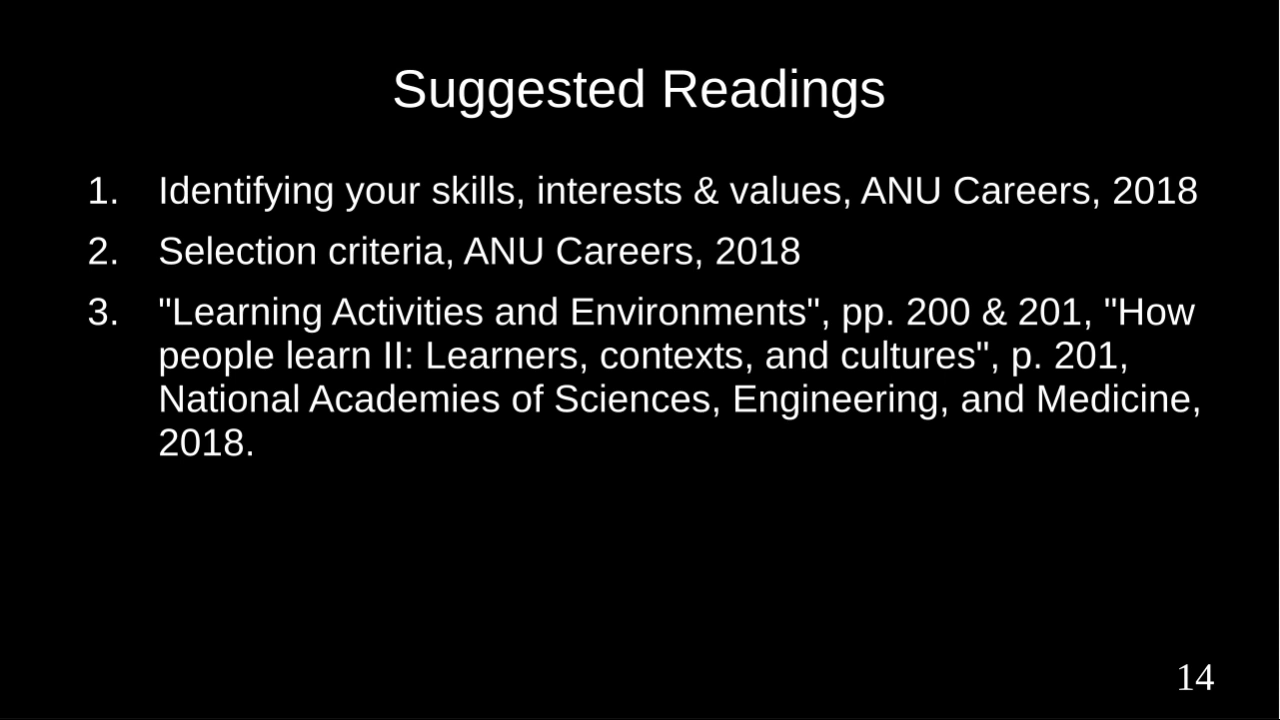 Suggested Readings
1. Identifying your skills, interests & values, ANU Careers, 2018
2. Selection criteria, ANU Careers, 2018
3. "Learning Activities and Environments", pp. 200 & 201, "How
people learn II: Learners, contexts, and cultures", p. 201,
National Academies of Sciences, Engineering, and Medicine,
2018.
14